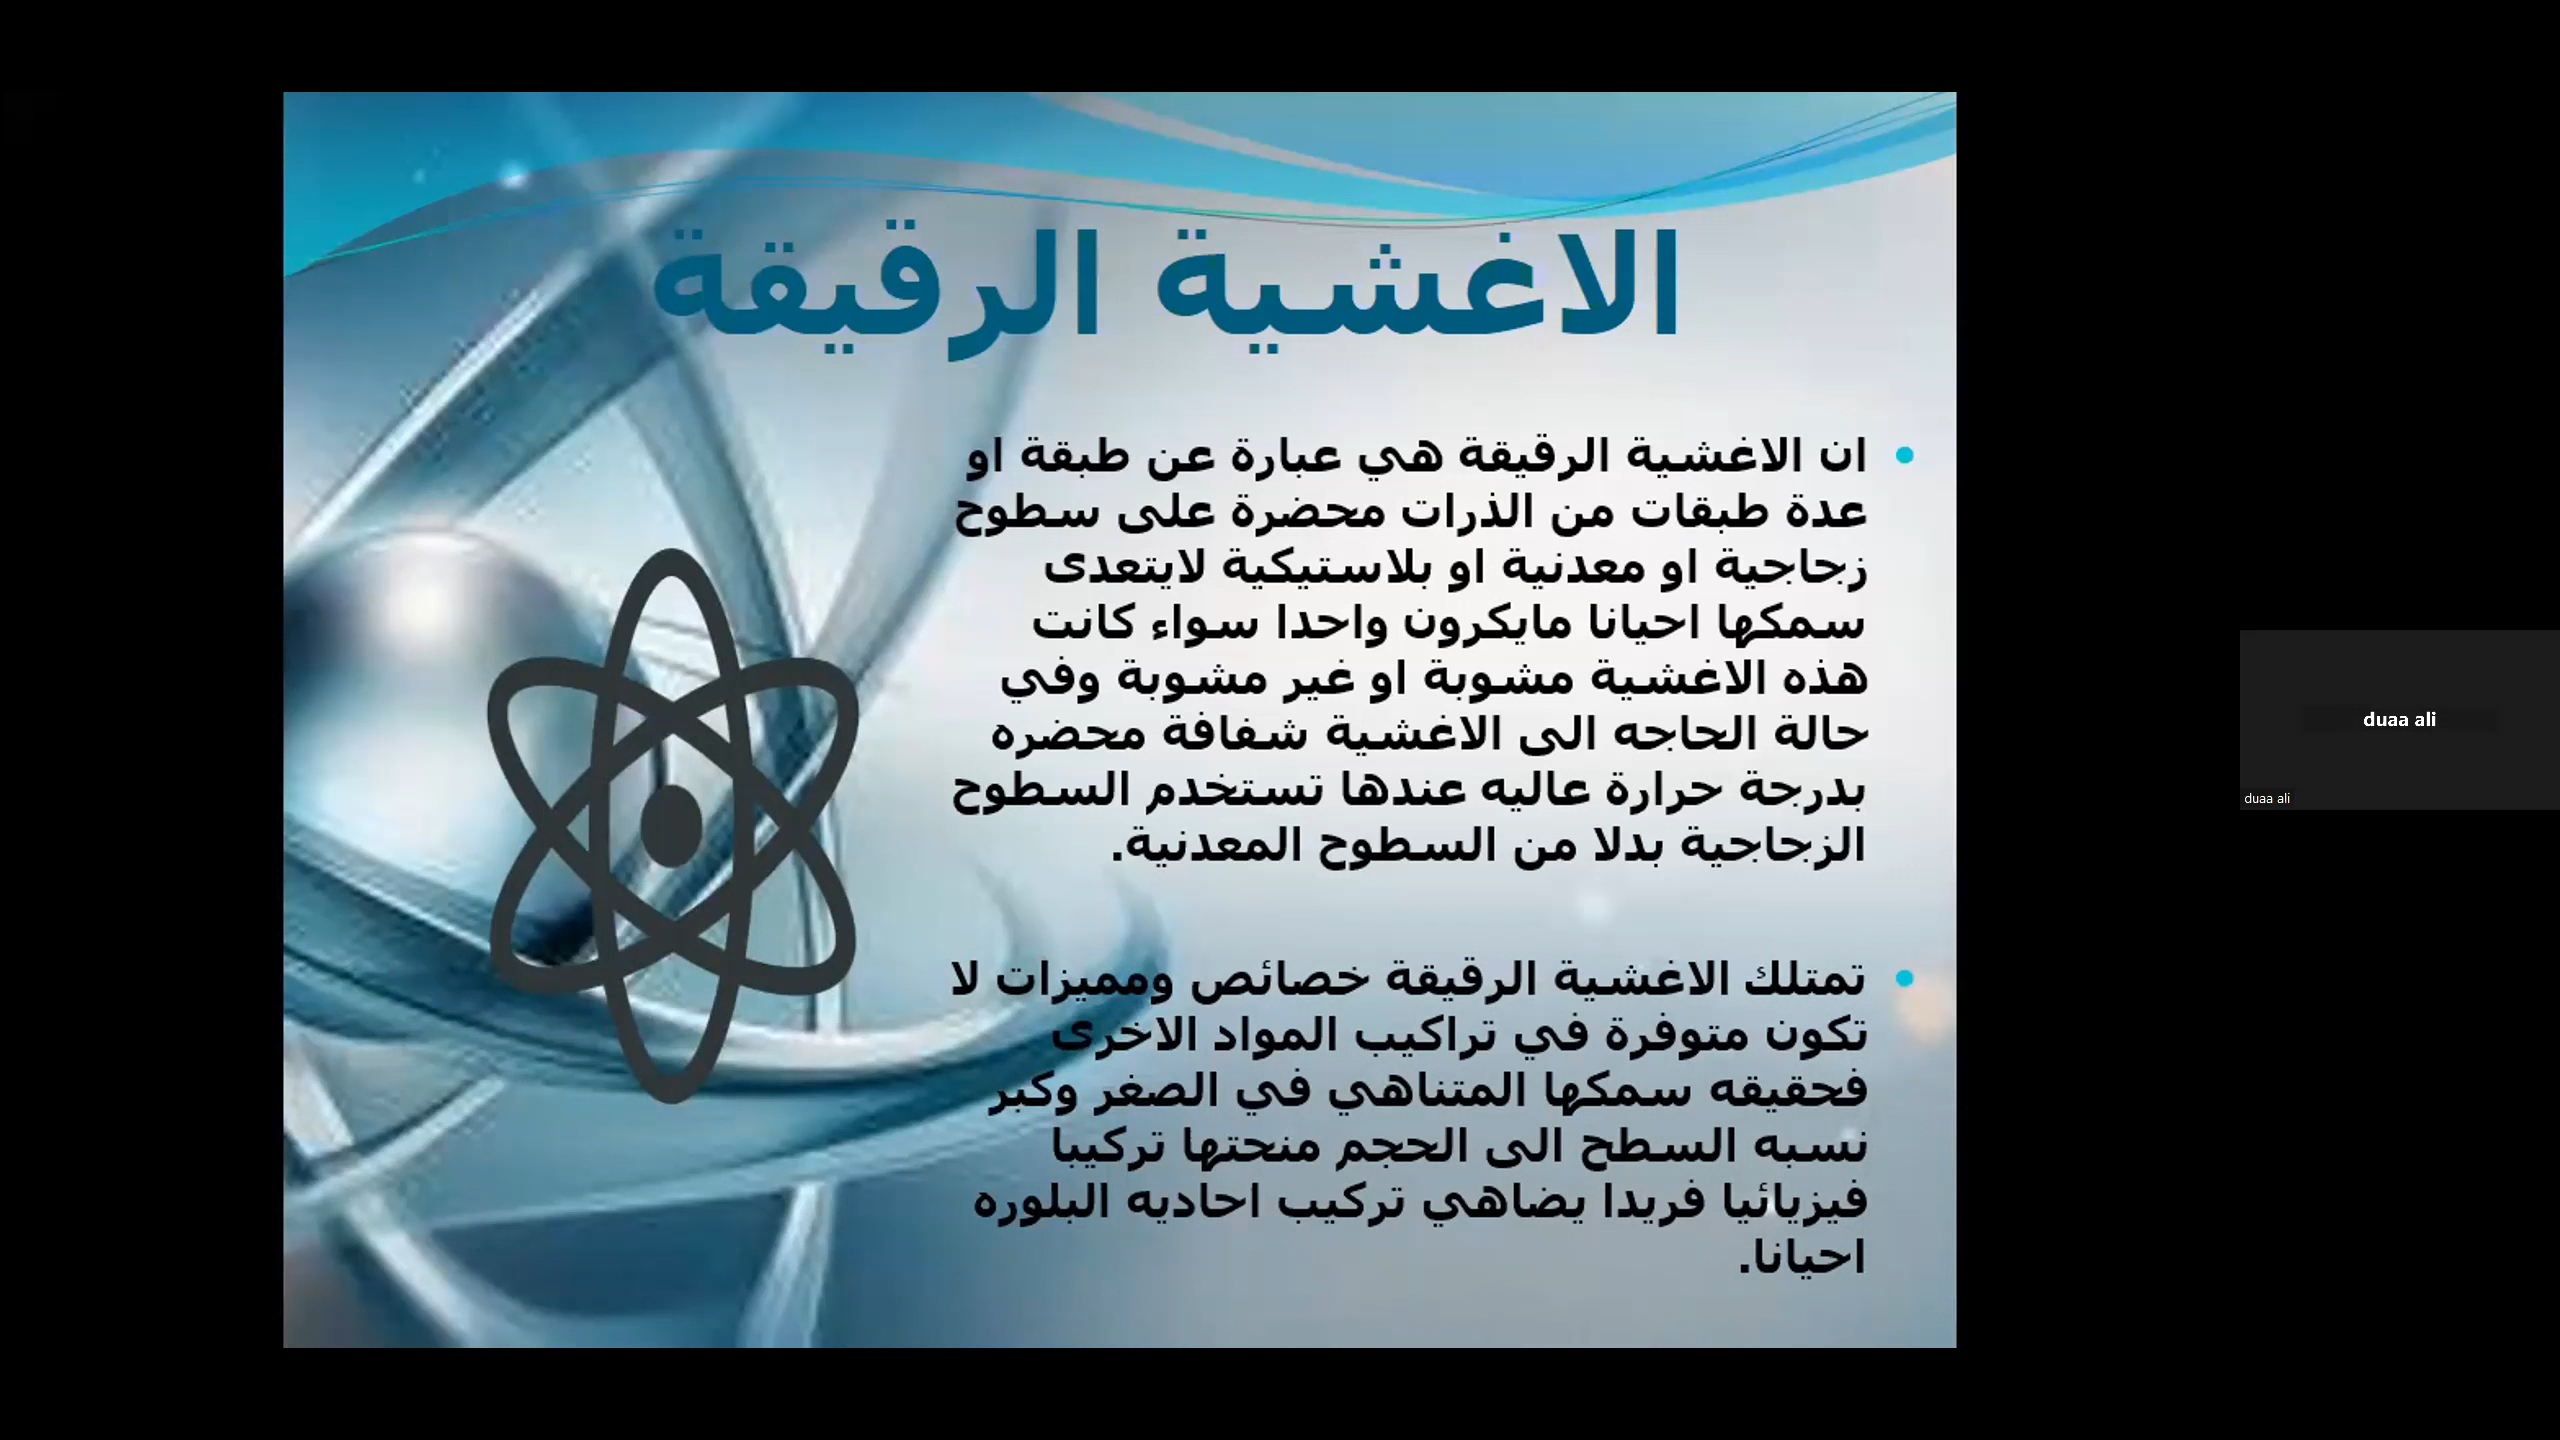 الاغشية الرقيقة
ان الاغشية الرقيقة هي عبارة عن طبقة او
عدة طبقات من الذرات محضرة على سطوح
زجاجية او معدنية او بلاستيكية لايتعدى
سمكها احيانا مايكرون واحدا سواء كانت
هذه الاغشية مشوبة او غير مشوبة وفي
حالة الحاجه الى الاغشية شفافة محضره
بدرجة حرارة عاليه عندها تستخدم السطوح
الزجاجية بدلا من السطوح المعدنية.
تمتلك الاغشية الرقيقة خصائص ومميزات لا
تكون متوفرة في تراكيب المواد الاخرى
فحقيقه سمكها المتناهي في الصغر وكبر
نسبه السطح الى الحجم منحتها تركيبا
فيزيائيا فريدا يضاهي تركيب احاديه البلوره
احيانا.
duaa ali
duaa ali